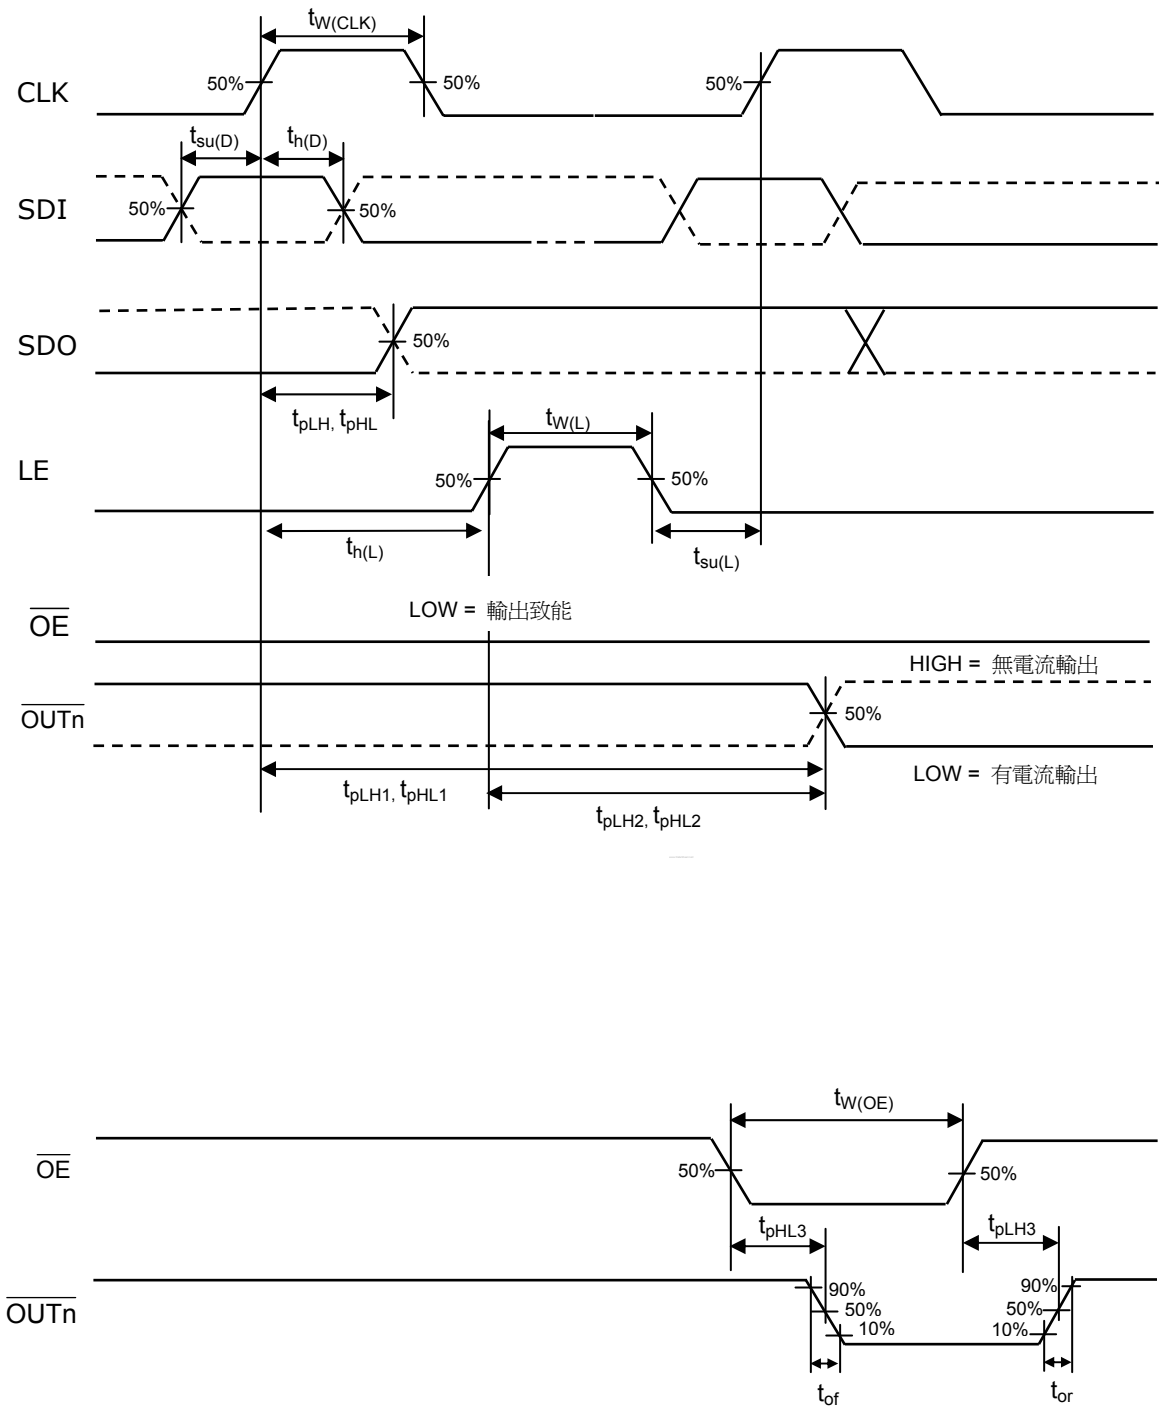 tW(CLK)
CLK
50%
50%
50%
tsu(D)
th(D)
SDI
50%
50%
SDO
50%
tpLH, tpHL
tW(L)
LE
50%
50%
th(L)
tsu(L)
LOW = 輸出致能
OE
HIGH = 無電流輸出
OUTn
50%
LOW = 有電流輸出
tpLH1, tpHL1
tpLH2, tpHL2
tW(OE)
OE
50%
50%
tpHL3
tpLH3
OUTn
90%
50%
10%
90%
50%
10%
tof
tor